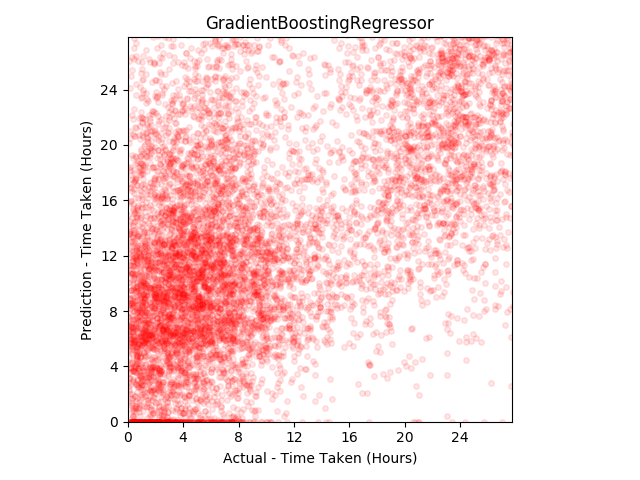 GradientBoostingRegressor
Prediction - Time Taken (Hours)
24
20
16
12
8
4
0
0 4 8 12 16 20 24
Actual - Time Taken (Hours)